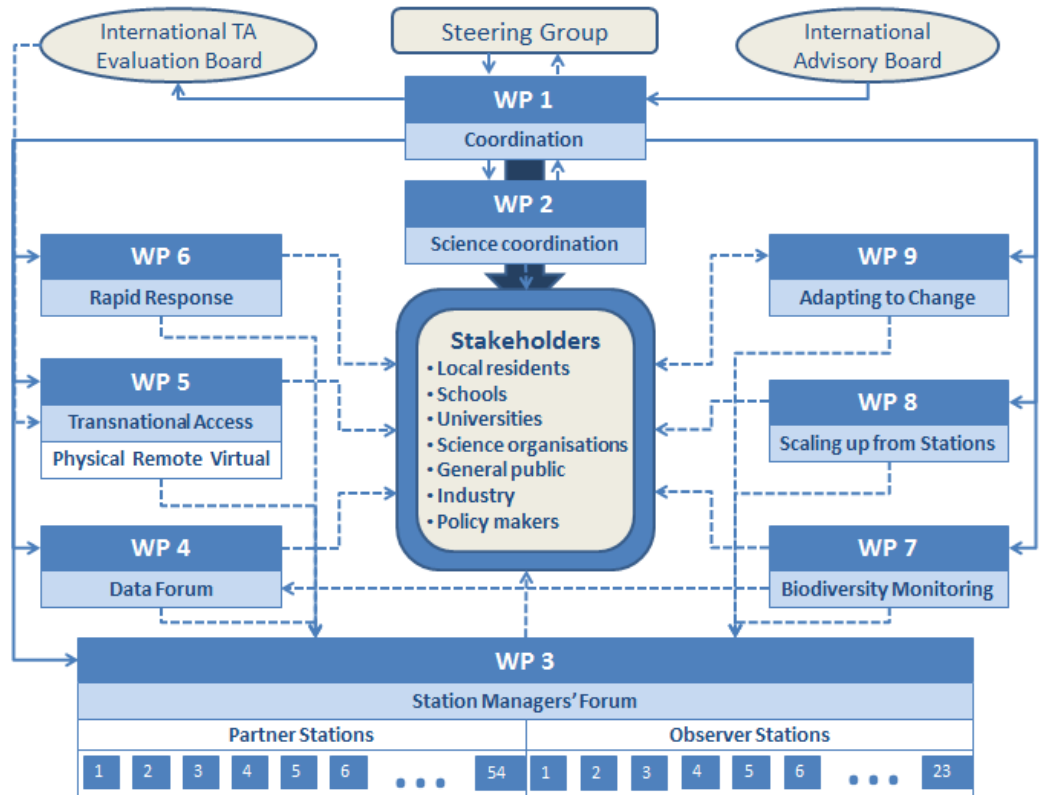 International TA
Evaluation Board
Steering Group
International
Advisory Board
WP 1
Coordination
WP 2
Science coordination
WP 6
Rapid Response
WP 9
Adapting to Change
Stakeholders
• Local residents
• Schools
• Universities
• Science organisations
• General public
• Industry
• Policy makers
WP 5
Transnational Access
Physical Remote Virtual
WP 8
Scaling up from Stations
WP 4
Data Forum
WP 7
Biodiversity Monitoring
WP 3
Station Managers’ Forum
Partner Stations
Observer Stations
1 2 3 4 5 6 ... 54
1 2 3 4 5 6 ... 23